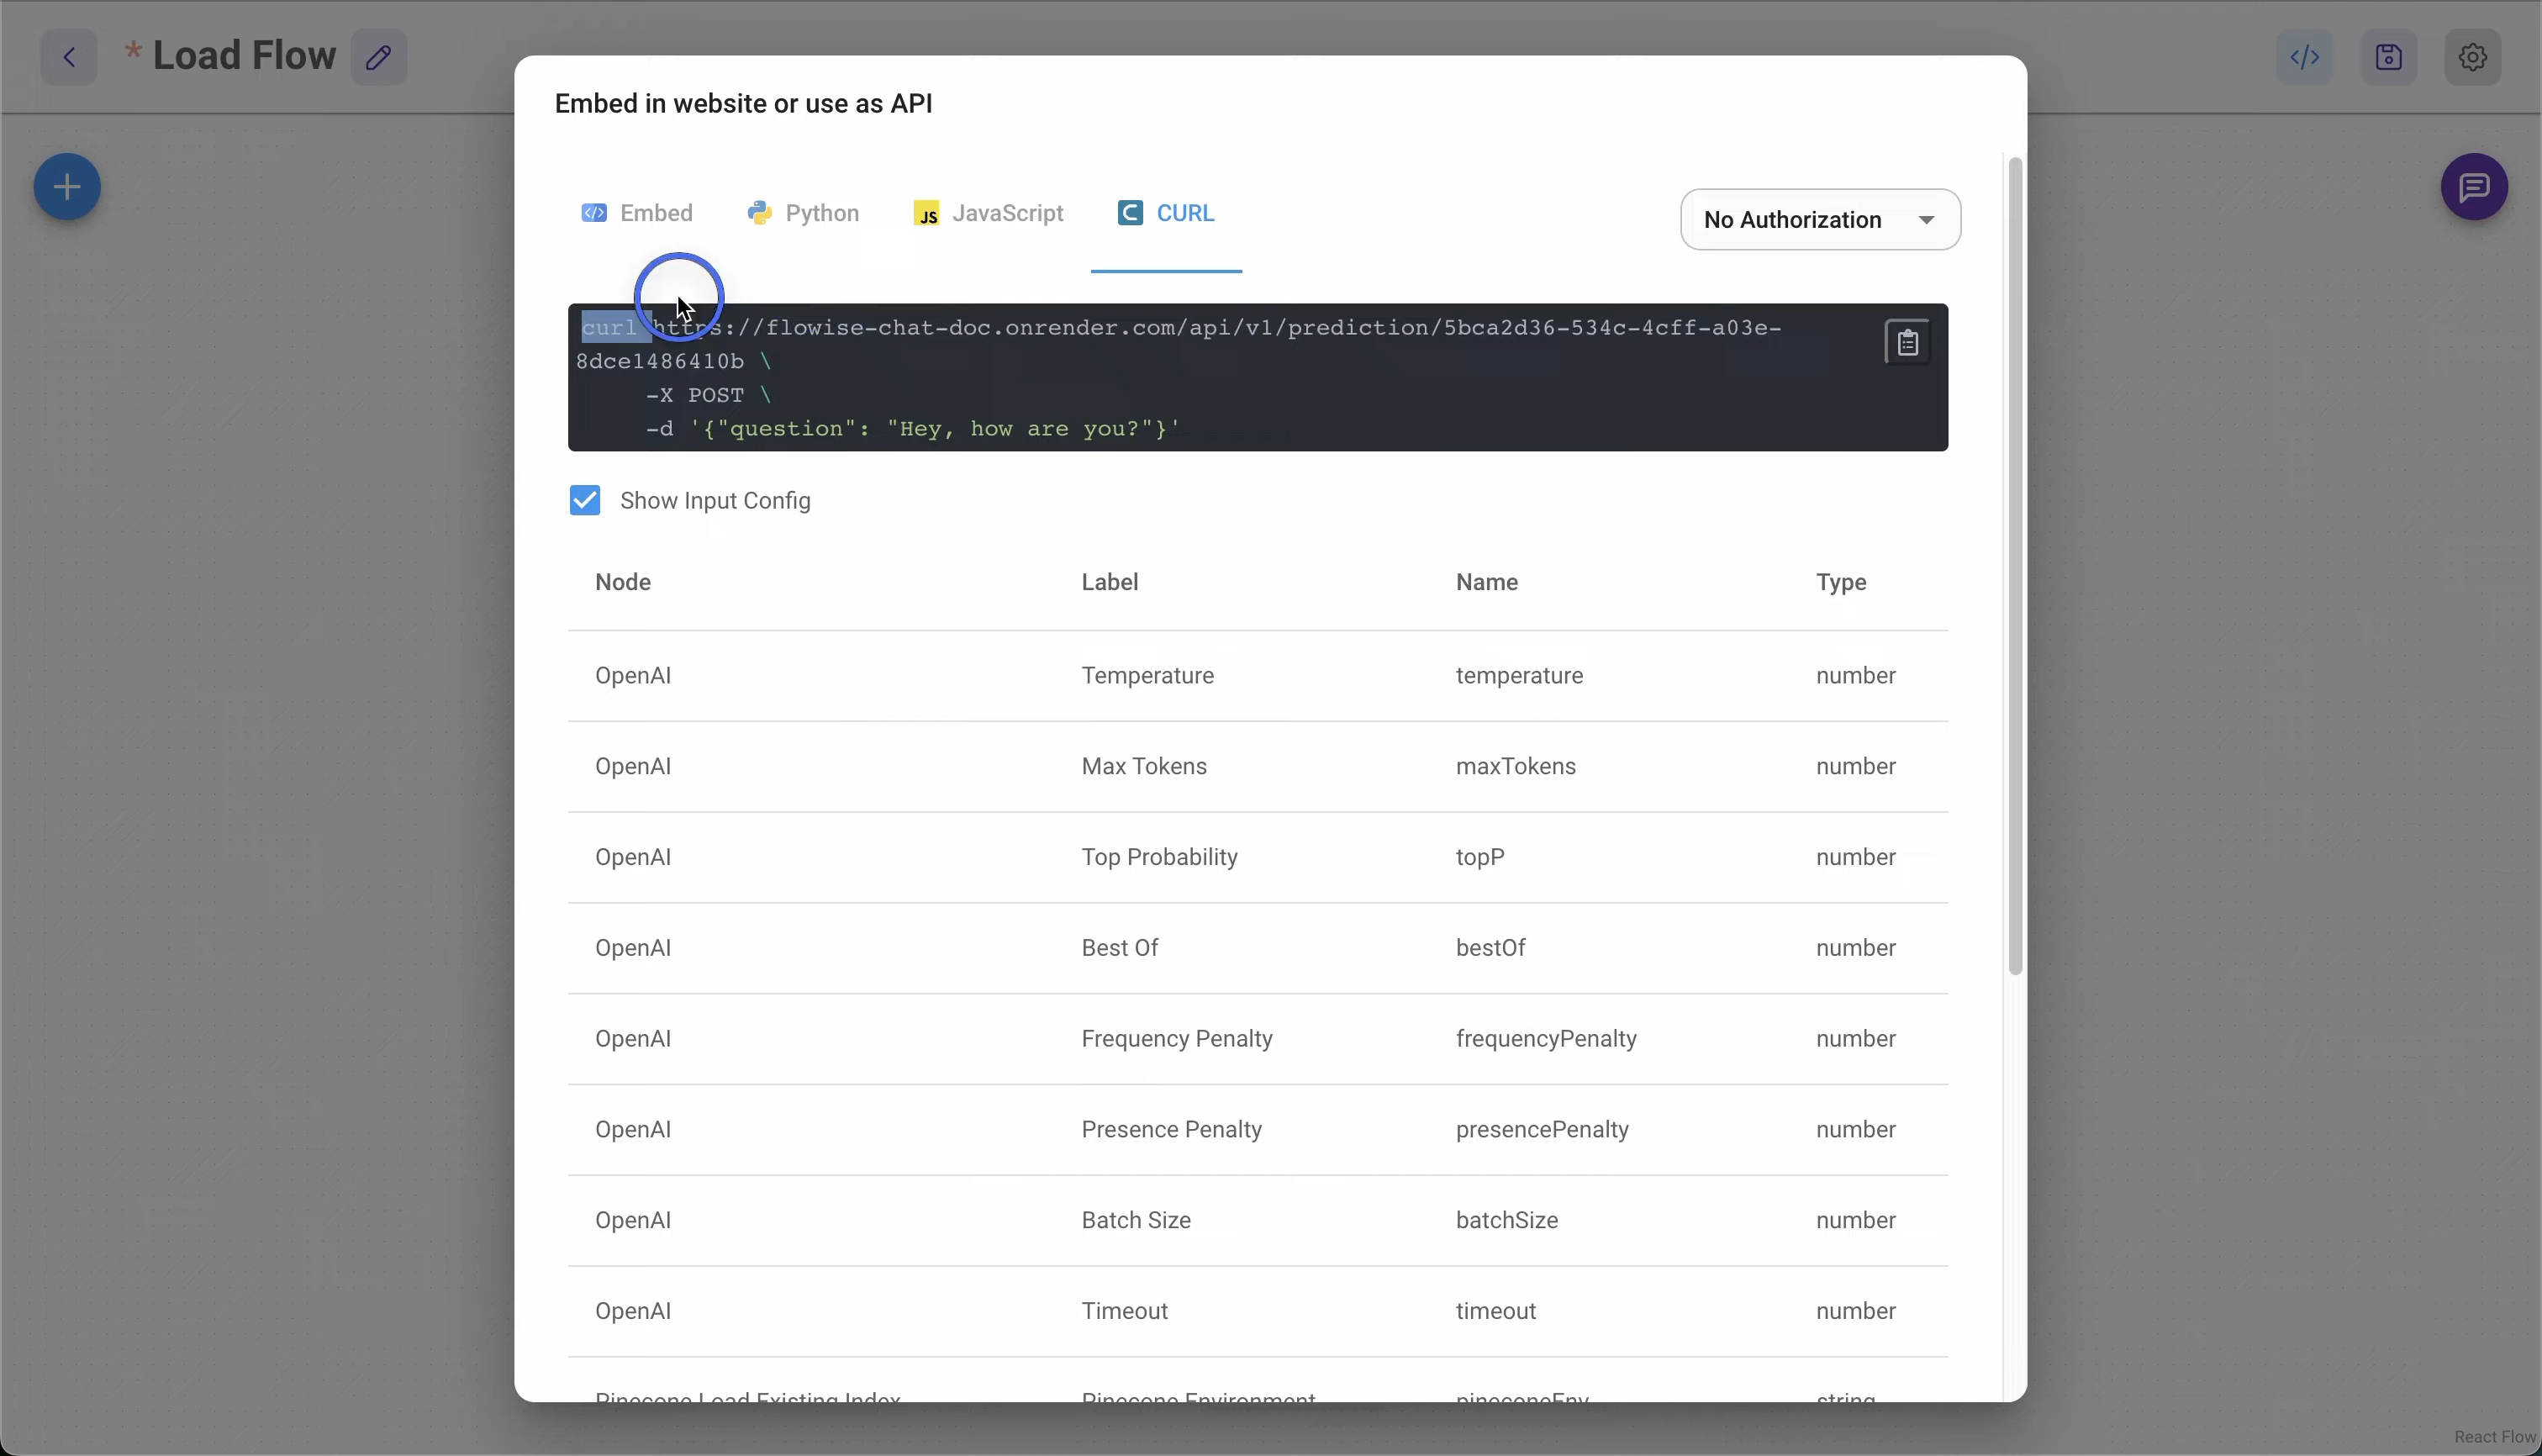 * Load Flow
Embed in website or use as API
Embed Python JavaScript CURL No Authorization
curl https://flowise-chat-doc.onrender.com/api/v1/prediction/5bca2d36-534c-4cff-a03e-
8dce1486410b \
-X POST \
-d '{"question": "Hey, how are you?"}'
Show Input Config
Node Label Name Type
OpenAI Temperature temperature number
OpenAI Max Tokens maxTokens number
OpenAI Top Probability topP number
OpenAI Best Of bestOf number
OpenAI Frequency Penalty frequencyPenalty number
OpenAI Presence Penalty presencePenalty number
OpenAI Batch Size batchSize number
OpenAI Timeout timeout number
Pinecone Load Existing Index Pinecone Environment pineconeEnv string
React Flow